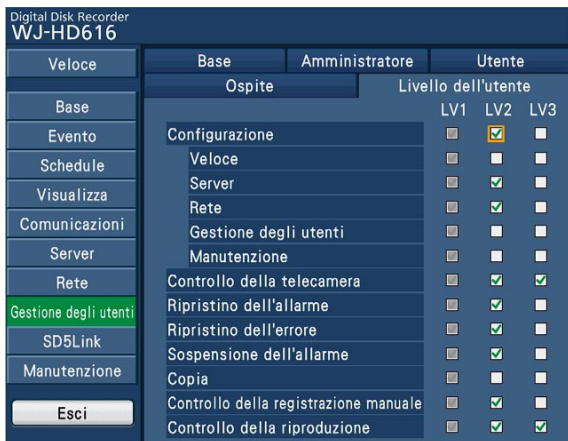 Digital Disk Recorder
WJ-HD616
Veloce
Base
Evento
Schedule
Visualizza
Comunicazioni
Server
Rete
Gestione degli utenti
SD5Link
Manutenzione
Esci
Base Amministratore Utente
Ospite Livello dell'utente
LV1 LV2 LV3
Configurazione
Veloce
Server
Rete
Gestione degli utenti
Manutenzione
Controllo della telecamera
Ripristino dell'allarme
Ripristino dell'errore
Sospensione dell'allarme
Copia
Controllo della registrazione manuale
Controllo della riproduzione